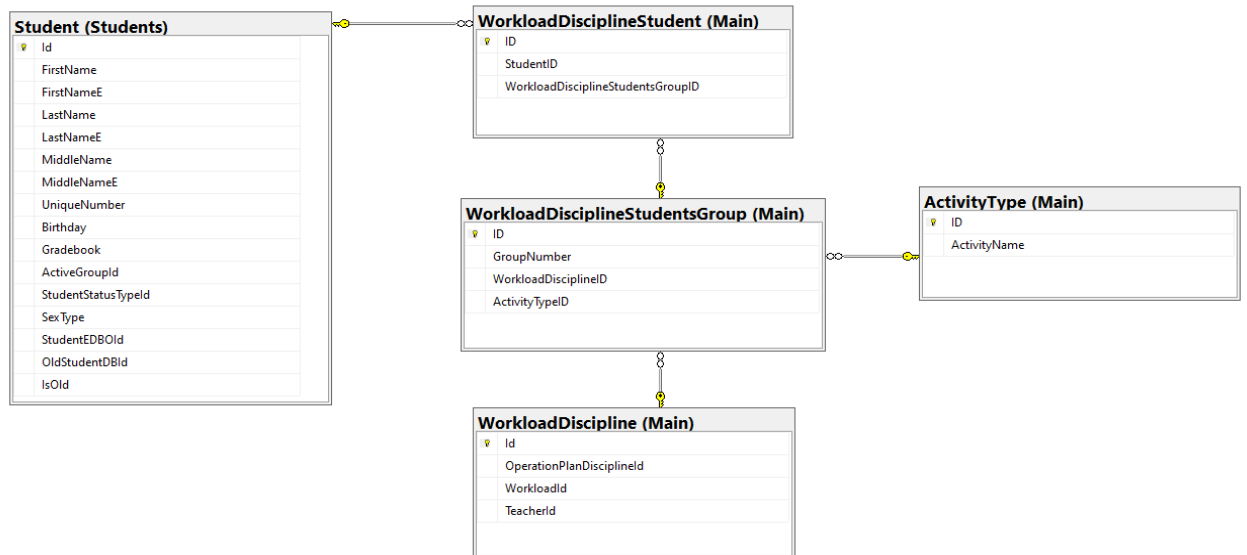 Student (Students)
Id
FirstName
FirstNameE
LastName
LastNameE
MiddleName
MiddleNameE
UniqueNumber
Birthday
Gradebook
ActiveGroupId
StudentStatusTypeId
SexType
StudentEDBOId
OldStudentDBId
IsOld
WorkloadDisciplineStudent (Main)
ID
StudentID
WorkloadDisciplineStudentsGroupID
WorkloadDisciplineStudentsGroup (Main)
ID
GroupNumber
WorkloadDisciplineID
ActivityTypeID
ActivityType (Main)
ID
ActivityName
WorkloadDiscipline (Main)
Id
OperationPlanDisciplineId
WorkloadId
TeacherId